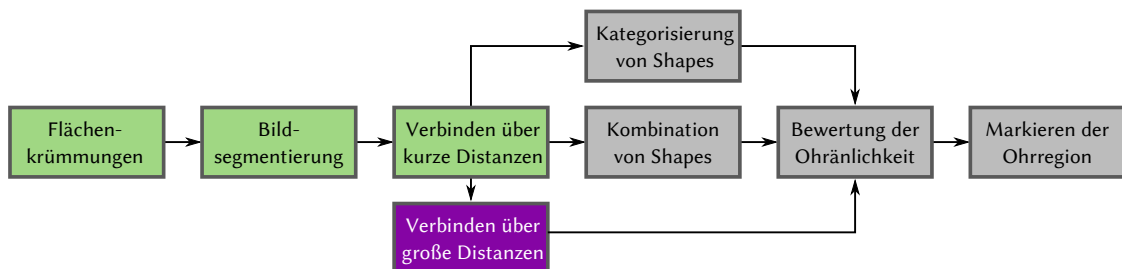 Kategorisierung
von Shapes
Flächen-
krümmungen
Bild-
segmentierung
Verbinden über
kurze Distanzen
Kombination
von Shapes
Bewertung der
Ohränlichkeit
Markieren der
Ohrregion
Verbinden über
große Distanzen